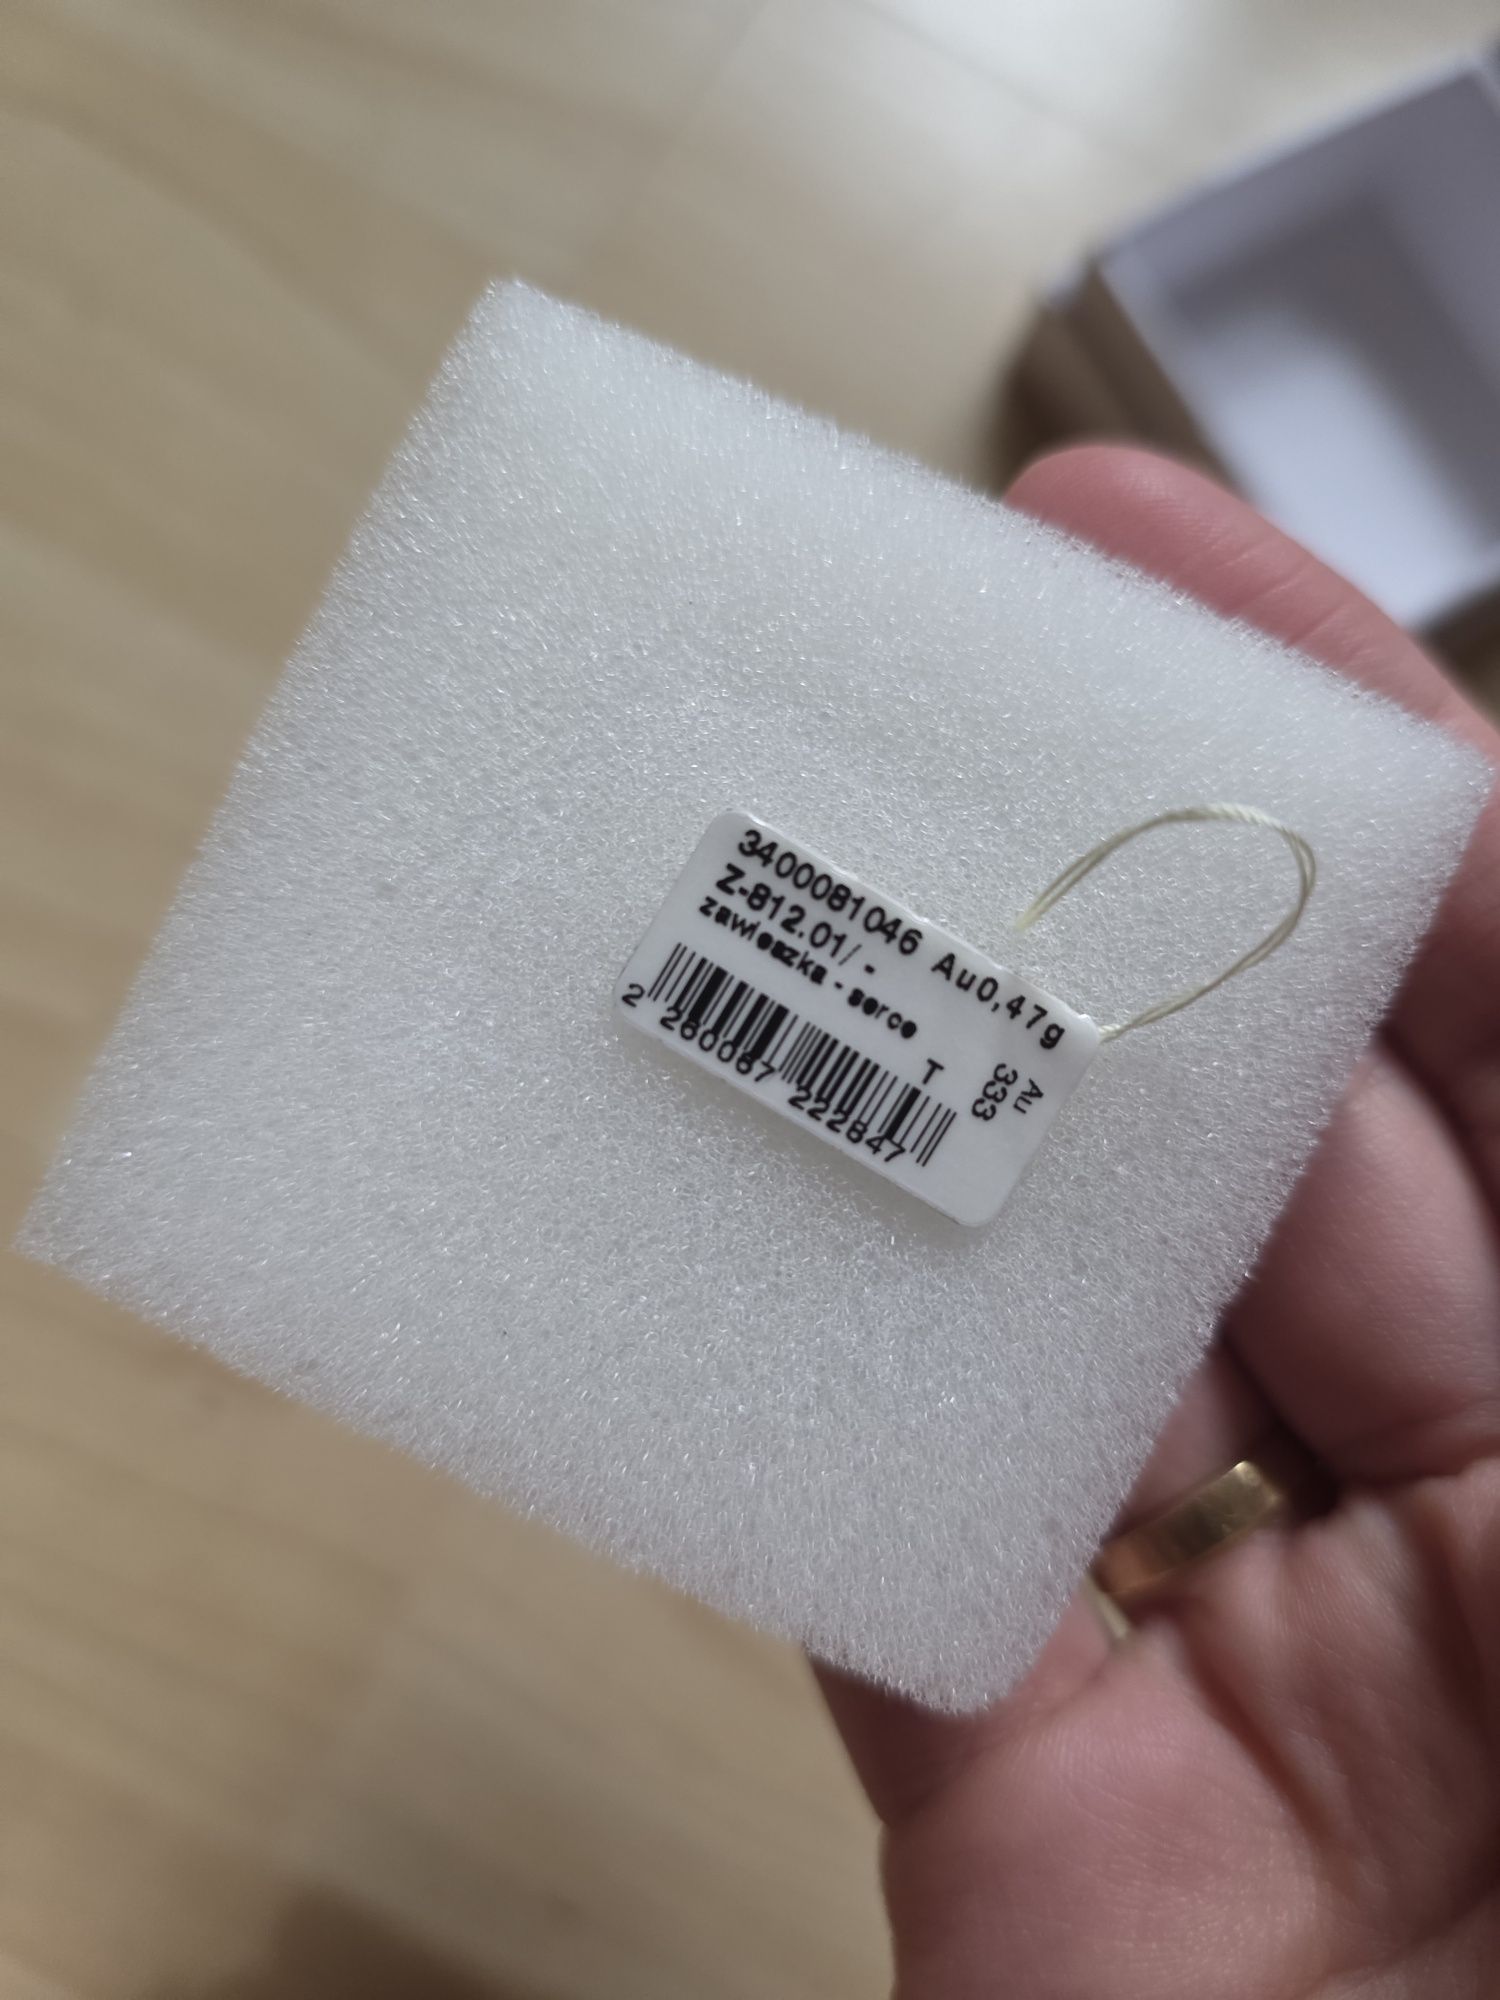 3400081046 Au0,47g
Z-812.01/ -
zawieszka - serce
T
Au
333
2 260067 222847